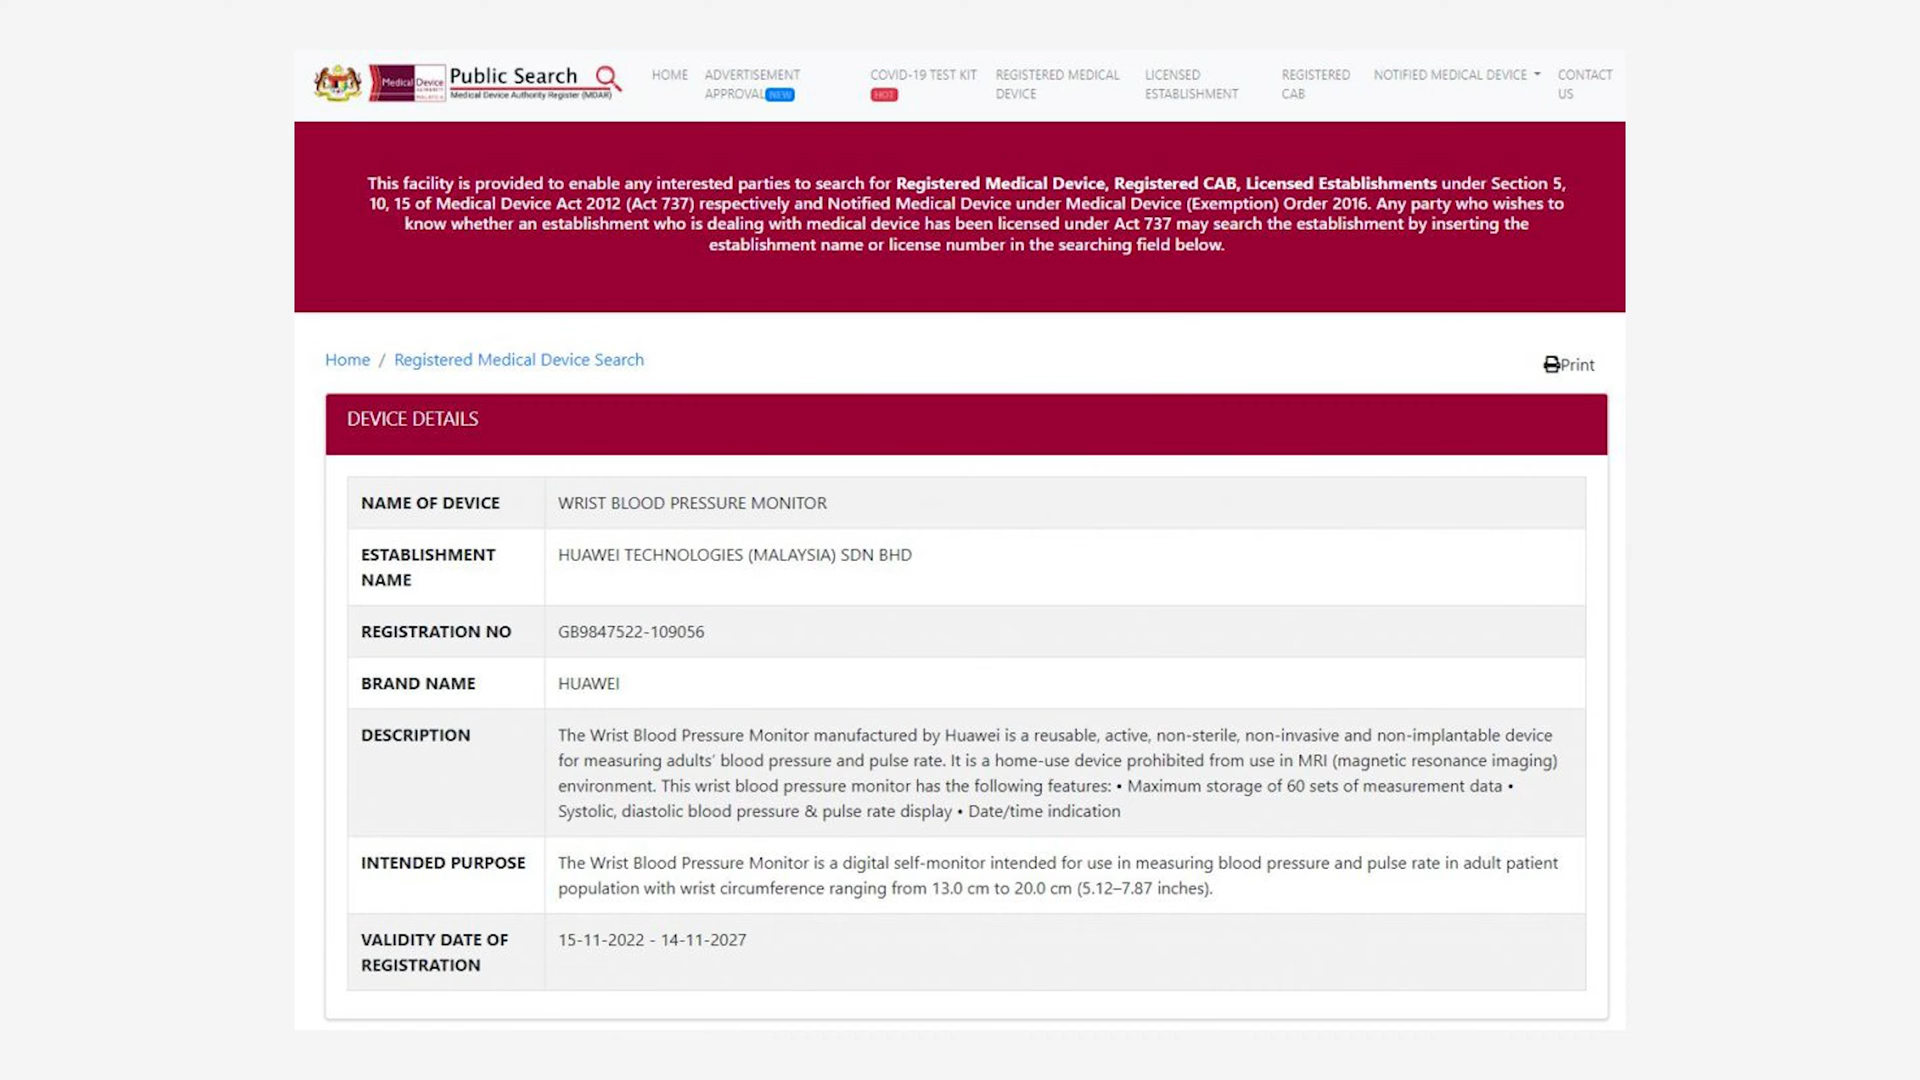 Medical Device
AUTHORITY
MALAYSIA
Public Search
Medical Device Authority Register (MDAR)
HOME
ADVERTISEMENT
APPROVAL NEW
COVID-19 TEST KIT
HOT
REGISTERED MEDICAL
DEVICE
LICENSED
ESTABLISHMENT
REGISTERED
CAB
NOTIFIED MEDICAL DEVICE
CONTACT
US
This facility is provided to enable any interested parties to search for Registered Medical Device, Registered CAB, Licensed Establishments under Section 5,
10, 15 of Medical Device Act 2012 (Act 737) respectively and Notified Medical Device under Medical Device (Exemption) Order 2016. Any party who wishes to
know whether an establishment who is dealing with medical device has been licensed under Act 737 may search the establishment by inserting the
establishment name or license number in the searching field below.
Home / Registered Medical Device Search
Print
DEVICE DETAILS
NAME OF DEVICE
WRIST BLOOD PRESSURE MONITOR
ESTABLISHMENT
NAME
HUAWEI TECHNOLOGIES (MALAYSIA) SDN BHD
REGISTRATION NO
GB9847522-109056
BRAND NAME
HUAWEI
DESCRIPTION
The Wrist Blood Pressure Monitor manufactured by Huawei is a reusable, active, non-sterile, non-invasive and non-implantable device
for measuring adults' blood pressure and pulse rate. It is a home-use device prohibited from use in MRI (magnetic resonance imaging)
environment. This wrist blood pressure monitor has the following features: • Maximum storage of 60 sets of measurement data •
Systolic, diastolic blood pressure & pulse rate display • Date/time indication
INTENDED PURPOSE
The Wrist Blood Pressure Monitor is a digital self-monitor intended for use in measuring blood pressure and pulse rate in adult patient
population with wrist circumference ranging from 13.0 cm to 20.0 cm (5.12–7.87 inches).
VALIDITY DATE OF
REGISTRATION
15-11-2022 - 14-11-2027